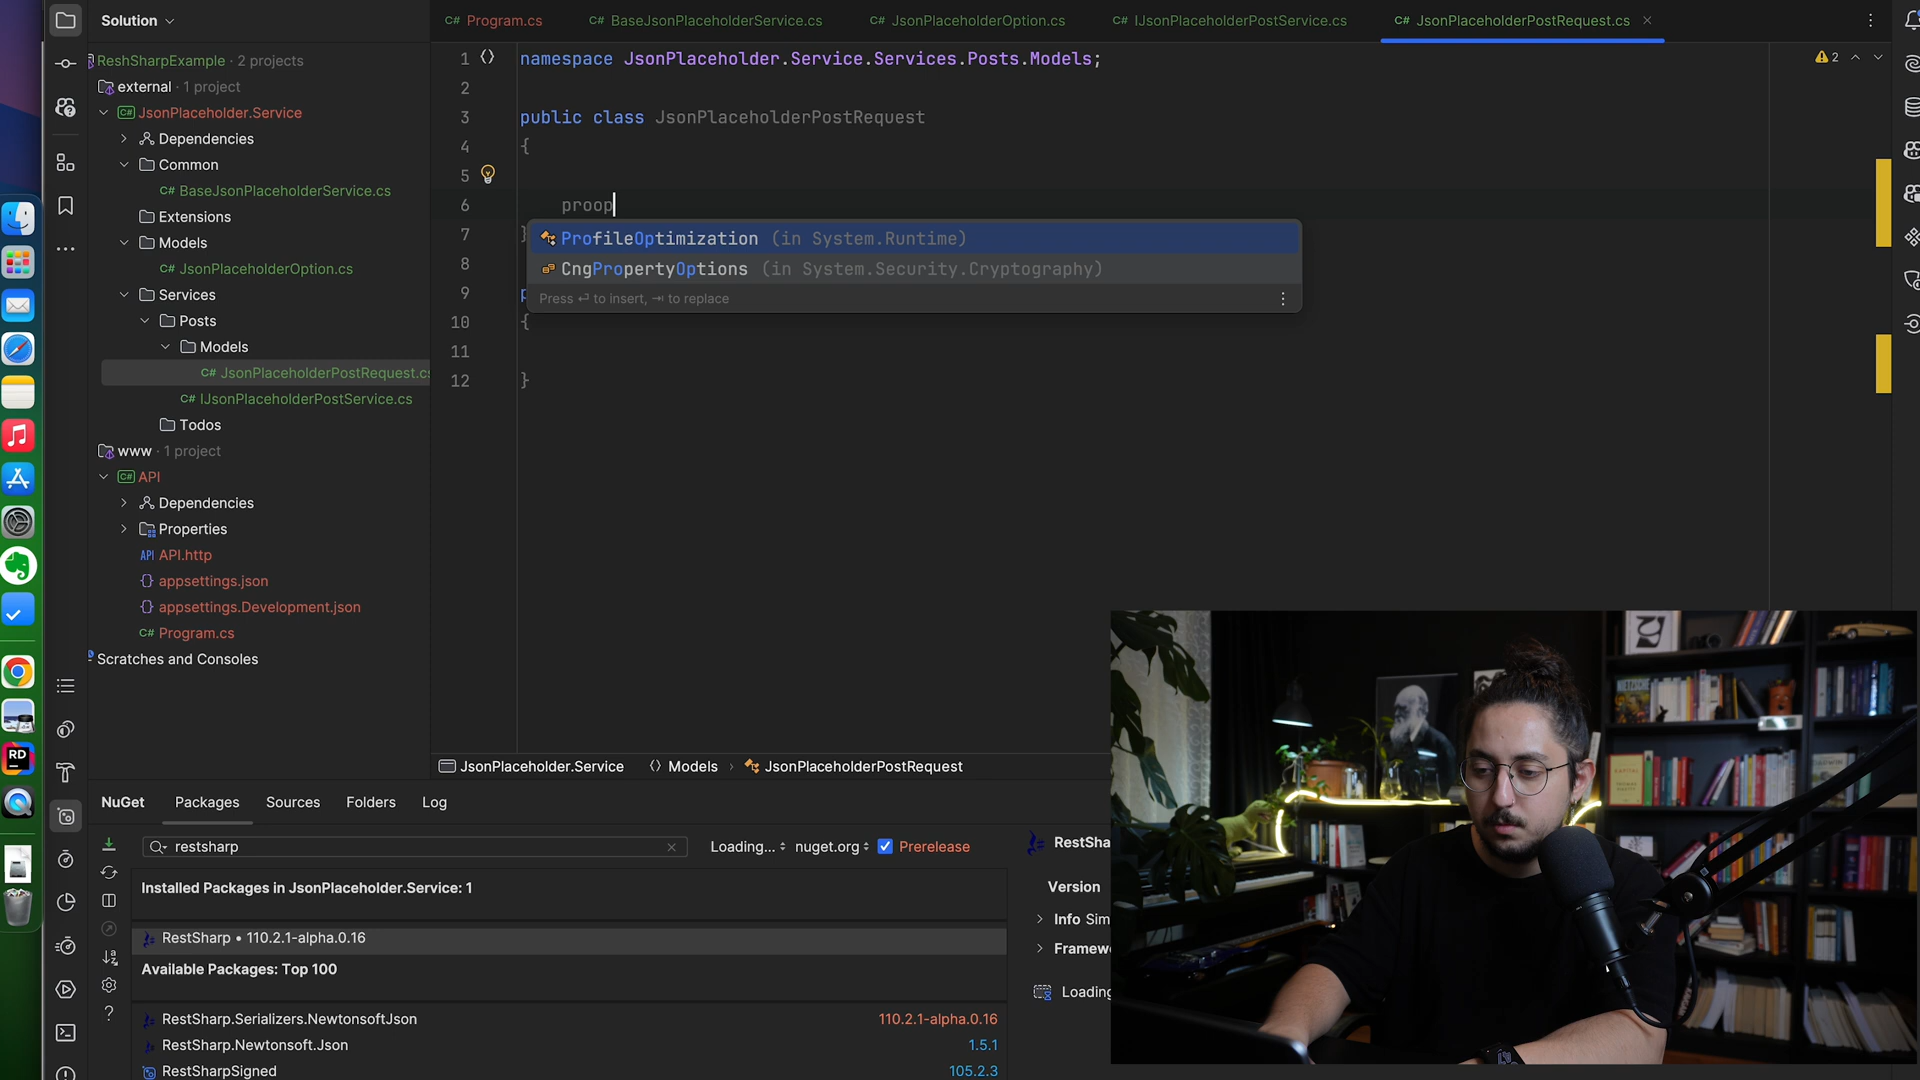 Solution
Program.cs
BaseJsonPlaceholderService.cs
JsonPlaceholderOption.cs
IJsonPlaceholderPostService.cs
JsonPlaceholderPostRequest.cs
ReshSharpExample · 2 projects
external · 1 project
JsonPlaceholder.Service
Dependencies
Common
C# BaseJsonPlaceholderService.cs
Extensions
Models
C# JsonPlaceholderOption.cs
Services
Posts
Models
C# JsonPlaceholderPostRequest.cs
C# IJsonPlaceholderPostService.cs
Todos
www · 1 project
C# API
Dependencies
Properties
API API.http
{} appsettings.json
{} appsettings.Development.json
C# Program.cs
Scratches and Consoles
1 namespace JsonPlaceholder.Service.Services.Posts.Models;
2
3 public class JsonPlaceholderPostRequest
4 {
5
6 proop
7 }
8
9 p
10 {
11
12 }
ProfileOptimization (in System.Runtime)
CngPropertyOptions (in System.Security.Cryptography)
Press ⏎ to insert, ⇥ to replace
2
JsonPlaceholder.Service
Models
JsonPlaceholderPostRequest
NuGet Packages Sources Folders Log
restsharp
Loading... nuget.org Prerelease
Installed Packages in JsonPlaceholder.Service: 1
RestSharp • 110.2.1-alpha.0.16
Available Packages: Top 100
RestSharp.Serializers.NewtonsoftJson 110.2.1-alpha.0.16
RestSharp.Newtonsoft.Json 1.5.1
RestSharpSigned 105.2.3
RestSha
Version
Info Sim
Framew
Loading
RD